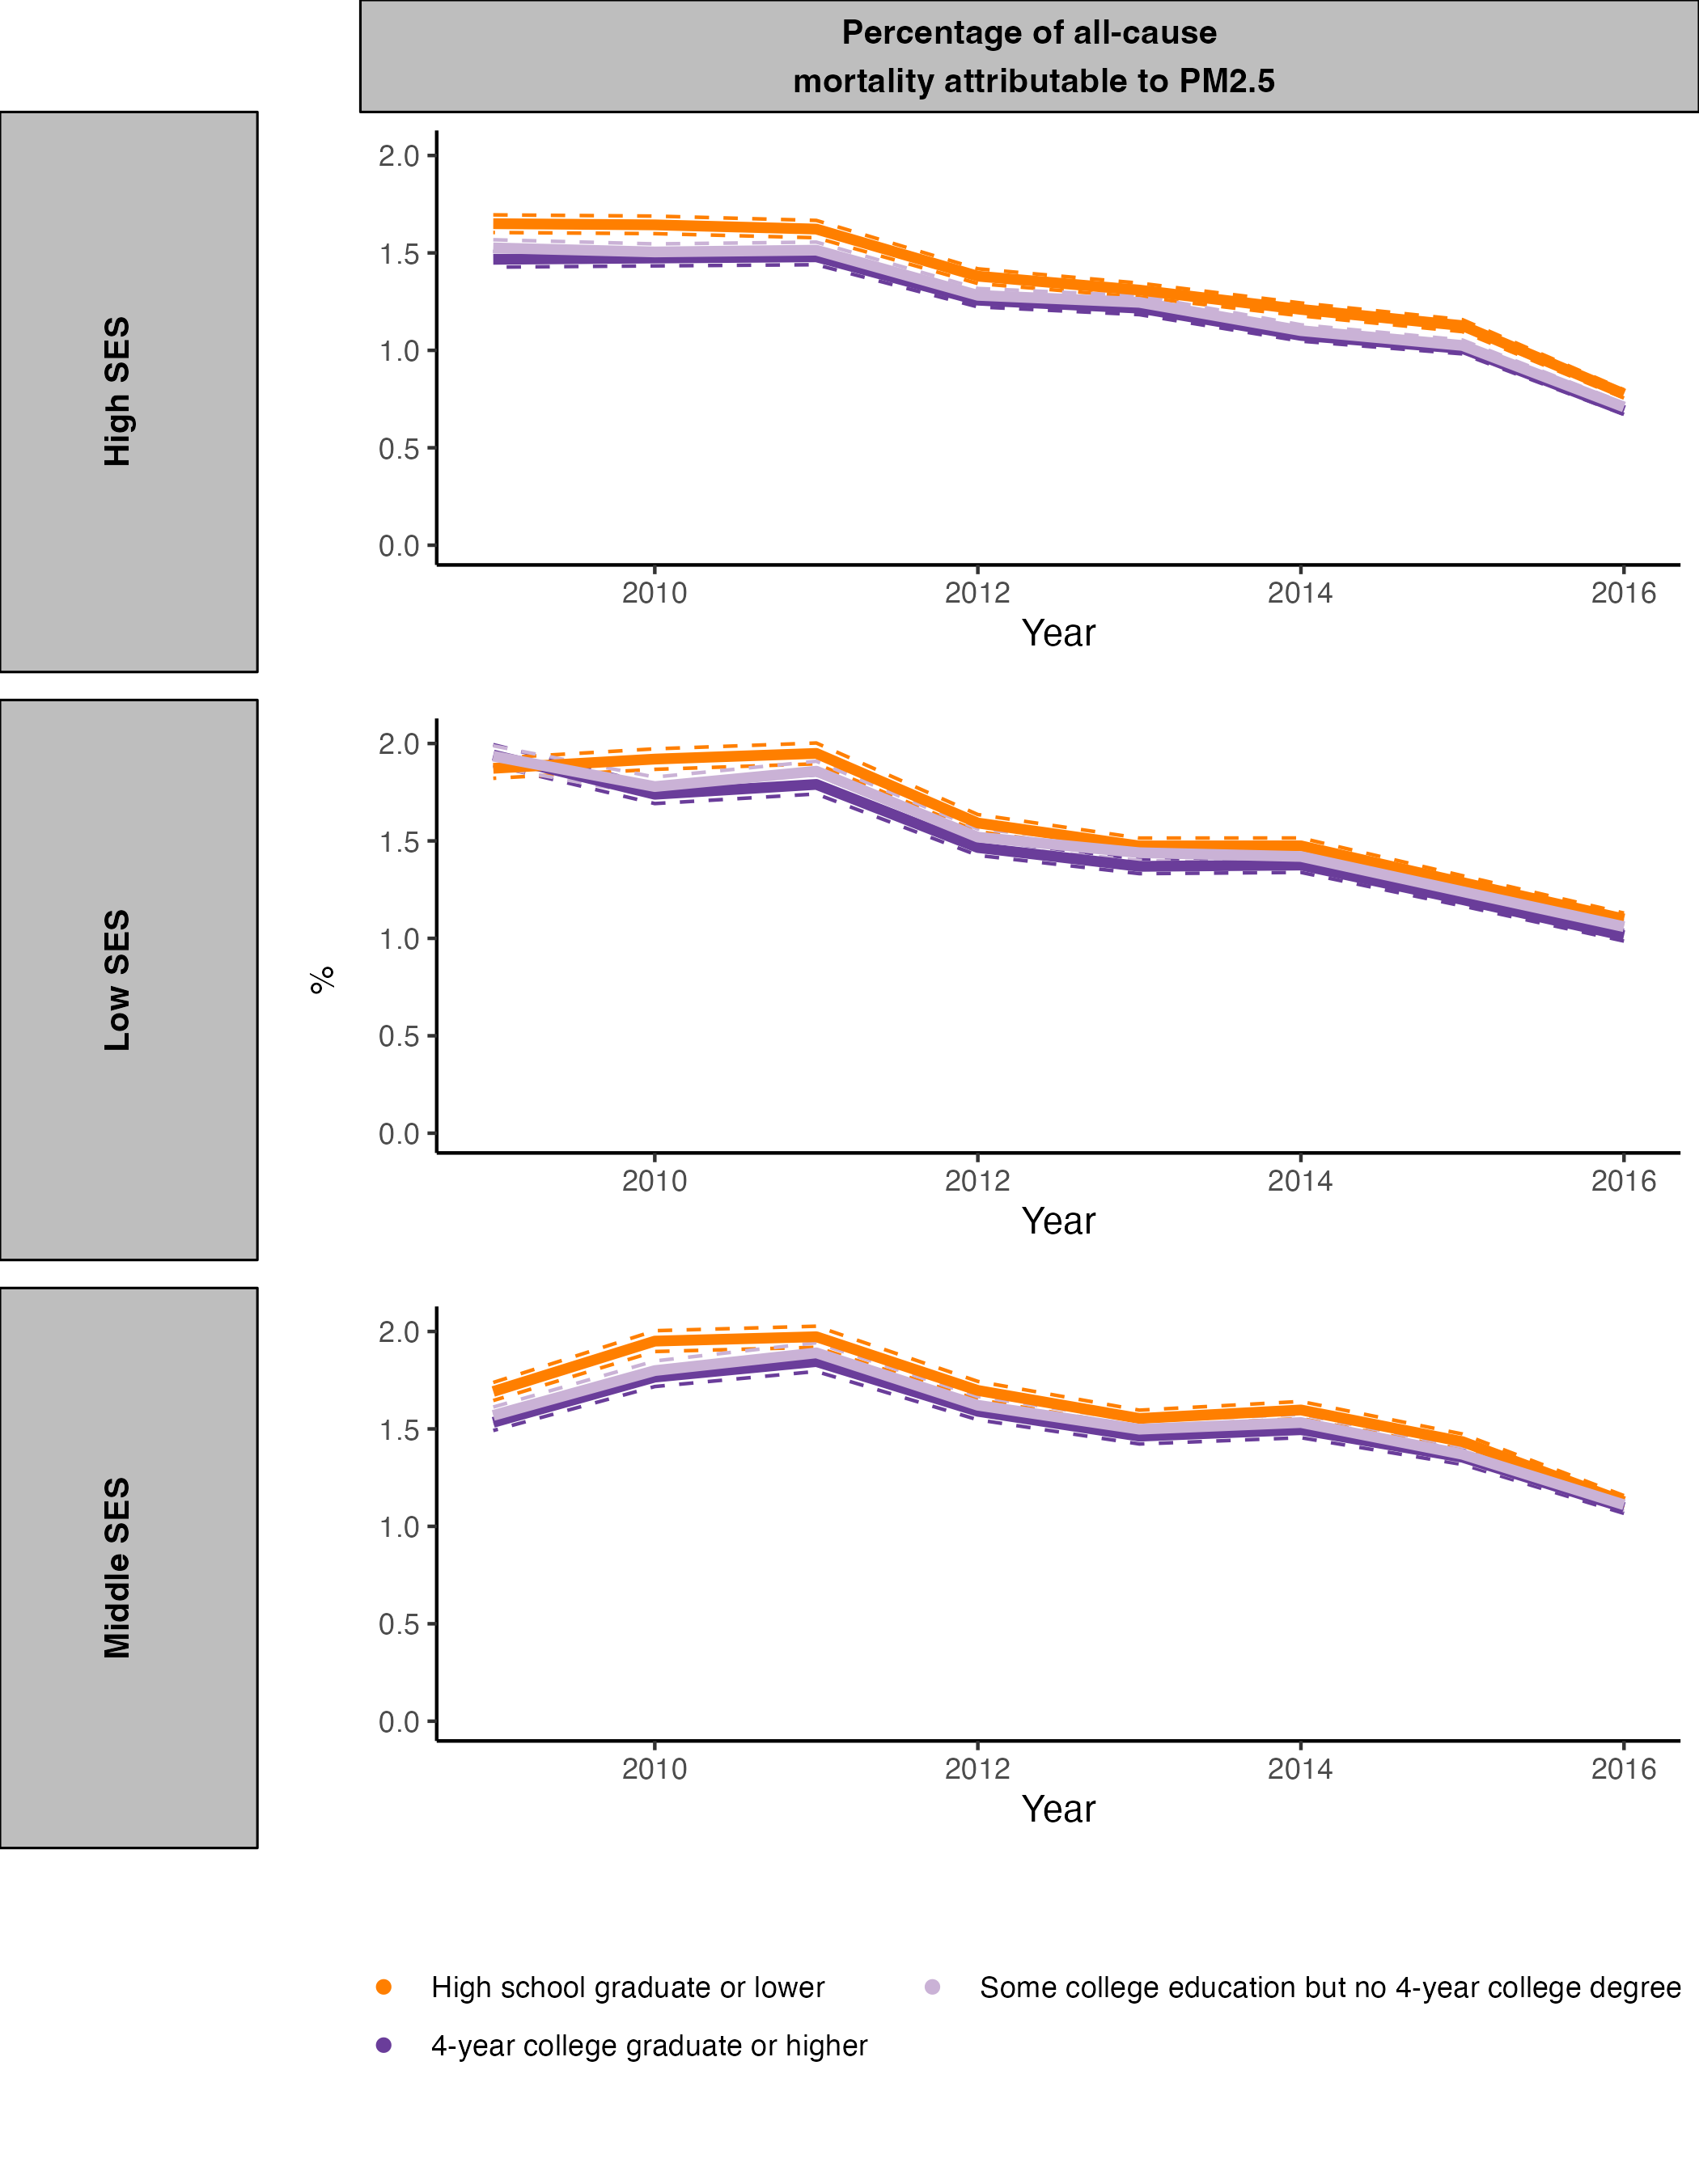 Percentage of all-cause
mortality attributable to PM2.5
High SES
2.0
1.5
1.0
0.5
0.0
2010 2012 2014 2016
Year
Low SES
%
2.0
1.5
1.0
0.5
0.0
2010 2012 2014 2016
Year
Middle SES
2.0
1.5
1.0
0.5
0.0
2010 2012 2014 2016
Year
High school graduate or lower
Some college education but no 4-year college degree
4-year college graduate or higher